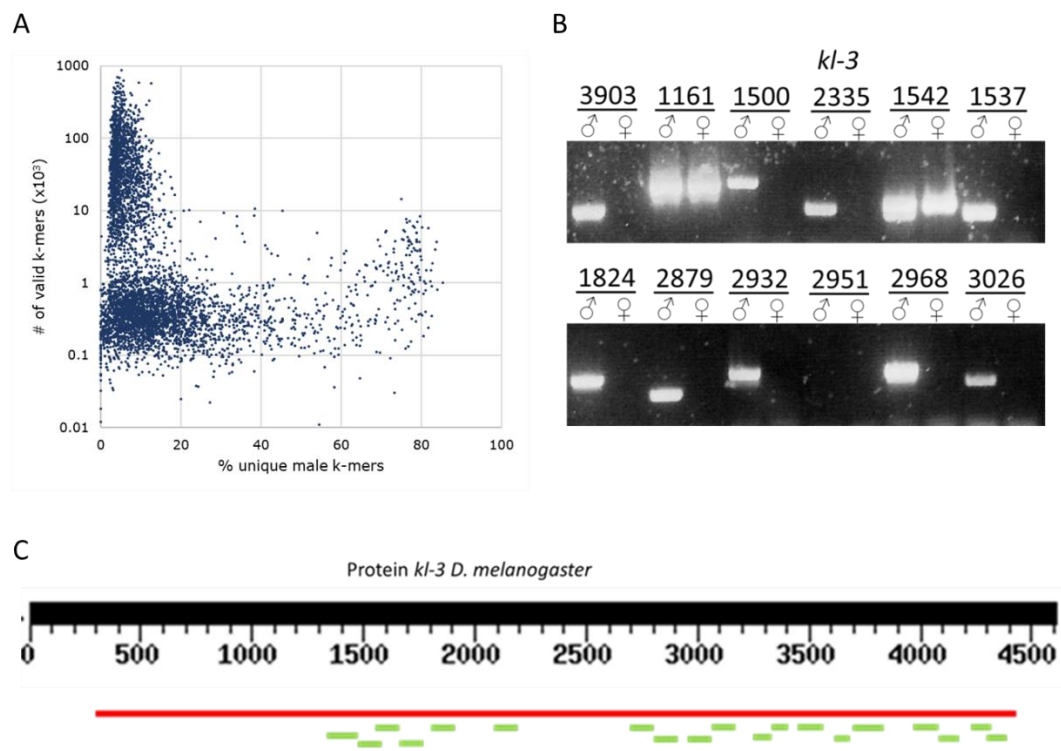 A
1000
100
10
1
0.1
0.01
# of valid k-mers (x10³)
0 20 40 60 80 100
% unique male k-mers
B
kl-3
3903 1161 1500 2335 1542 1537
♂ ♀ ♂ ♀ ♂ ♀ ♂ ♀ ♂ ♀ ♂ ♀
1824 2879 2932 2951 2968 3026
♂ ♀ ♂ ♀ ♂ ♀ ♂ ♀ ♂ ♀ ♂ ♀
C
Protein kl-3 D. melanogaster
0 500 1000 1500 2000 2500 3000 3500 4000 4500